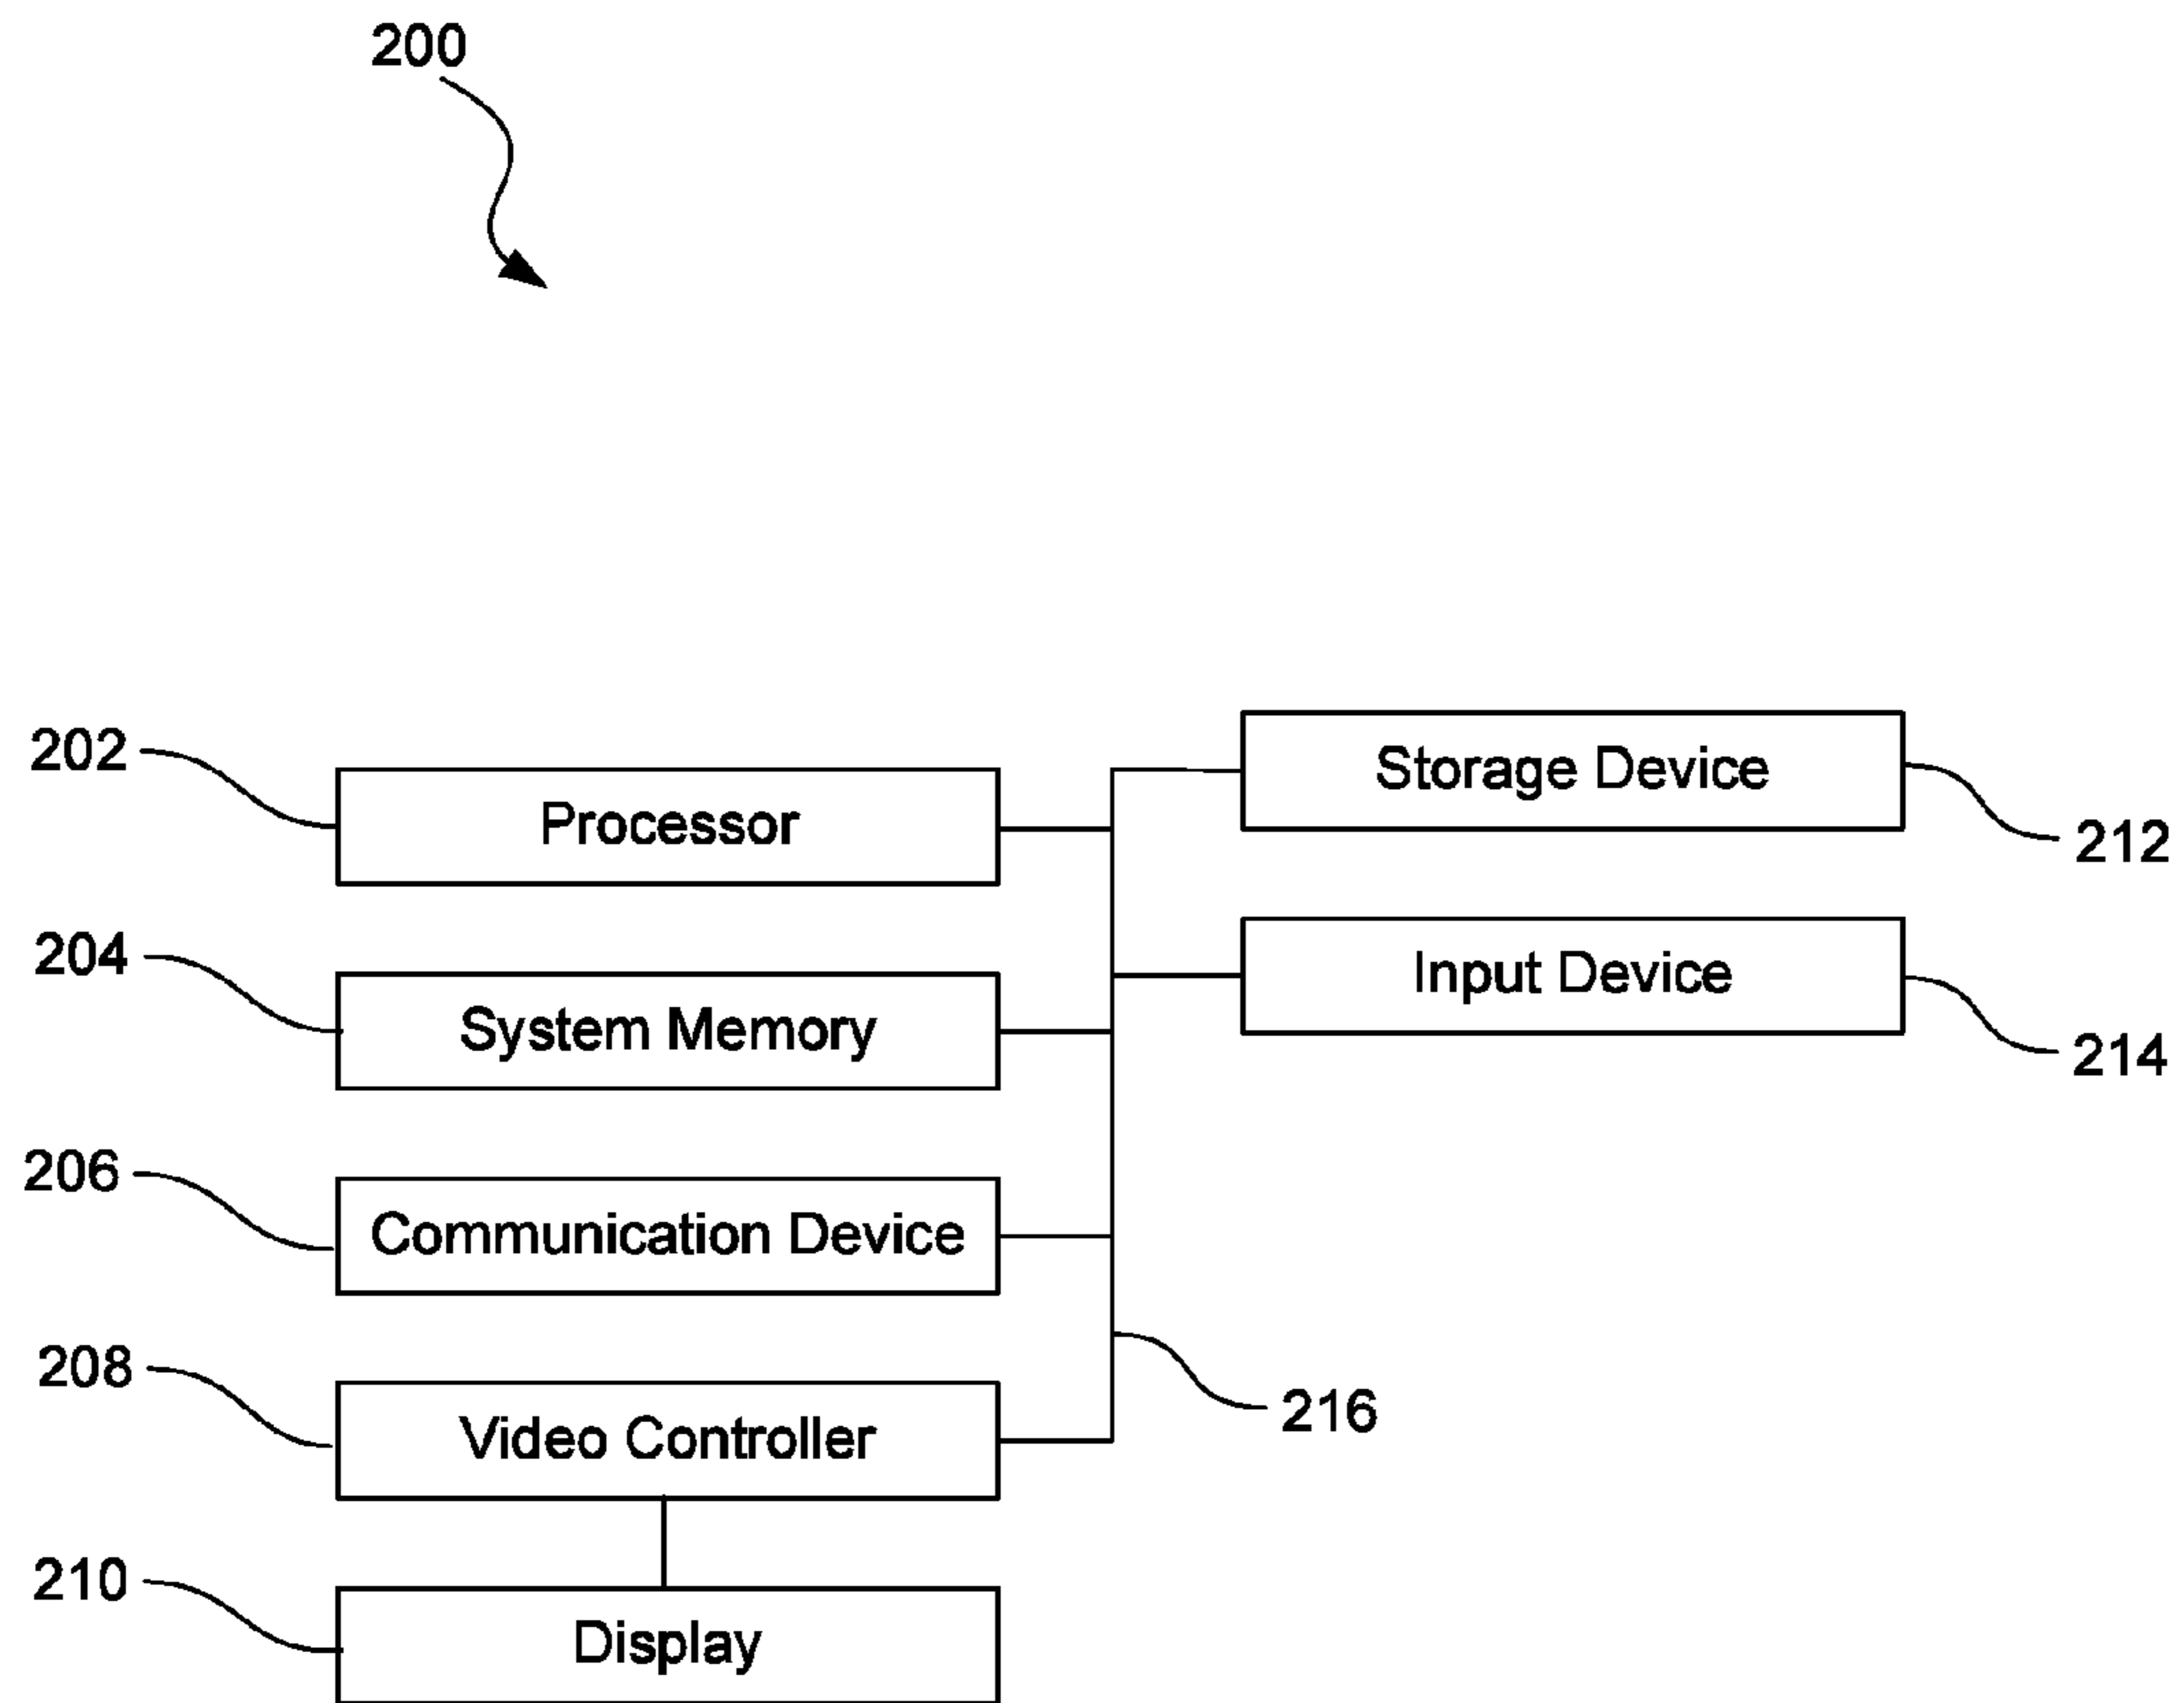 200
202
Processor
Storage Device
212
204
System Memory
Input Device
214
206
Communication Device
208
Video Controller
216
210
Display